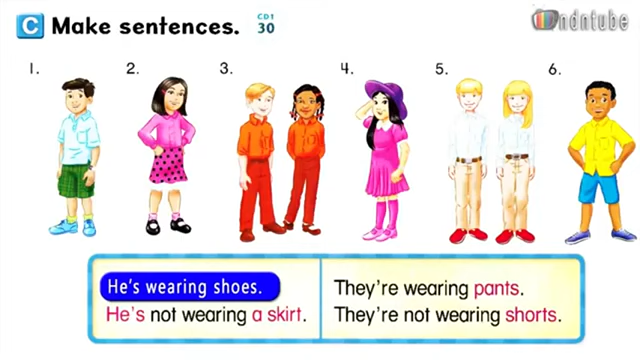 C Make sentences.
CD1
30
ndntube
1. 2. 3. 4. 5. 6.
He's wearing shoes.
He's not wearing a skirt.
They're wearing pants.
They're not wearing shorts.